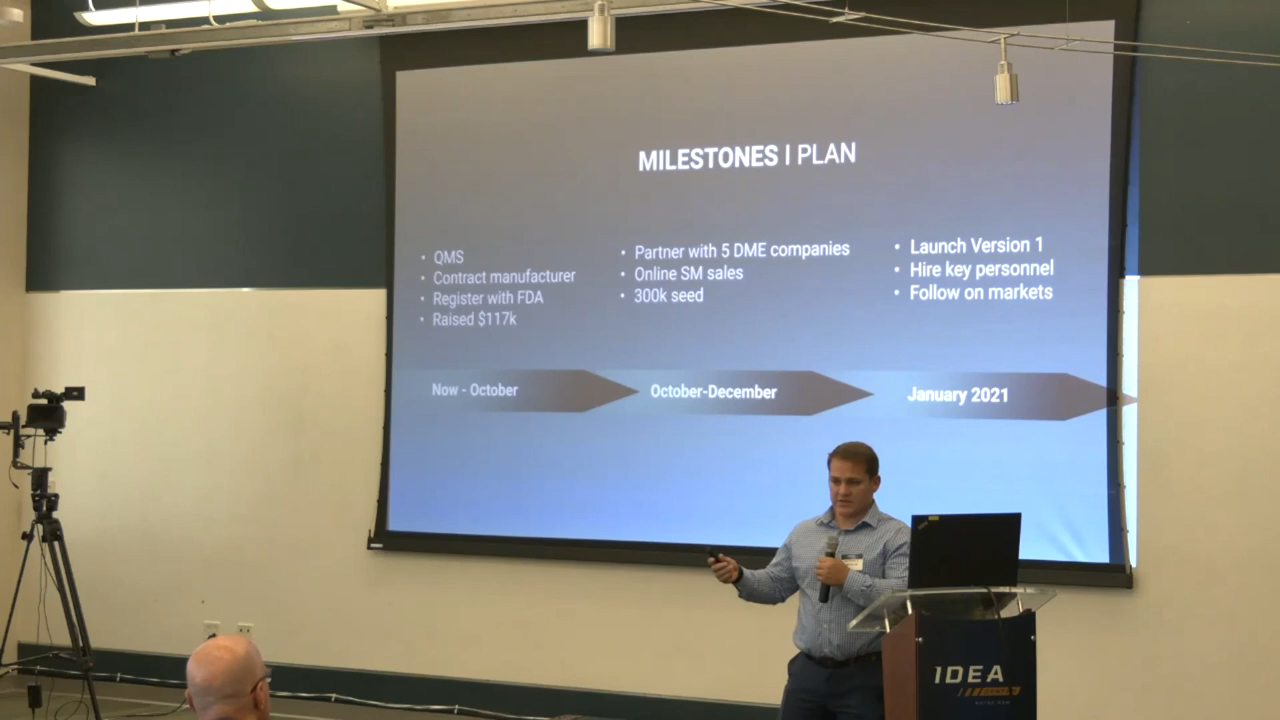 MILESTONES I PLAN
• QMS
• Contract manufacturer
• Register with FDA
• Raised $117k
• Partner with 5 DME companies
• Online SM sales
• 300k seed
• Launch Version 1
• Hire key personnel
• Follow on markets
Now - October
October-December
January 2021
IDEA